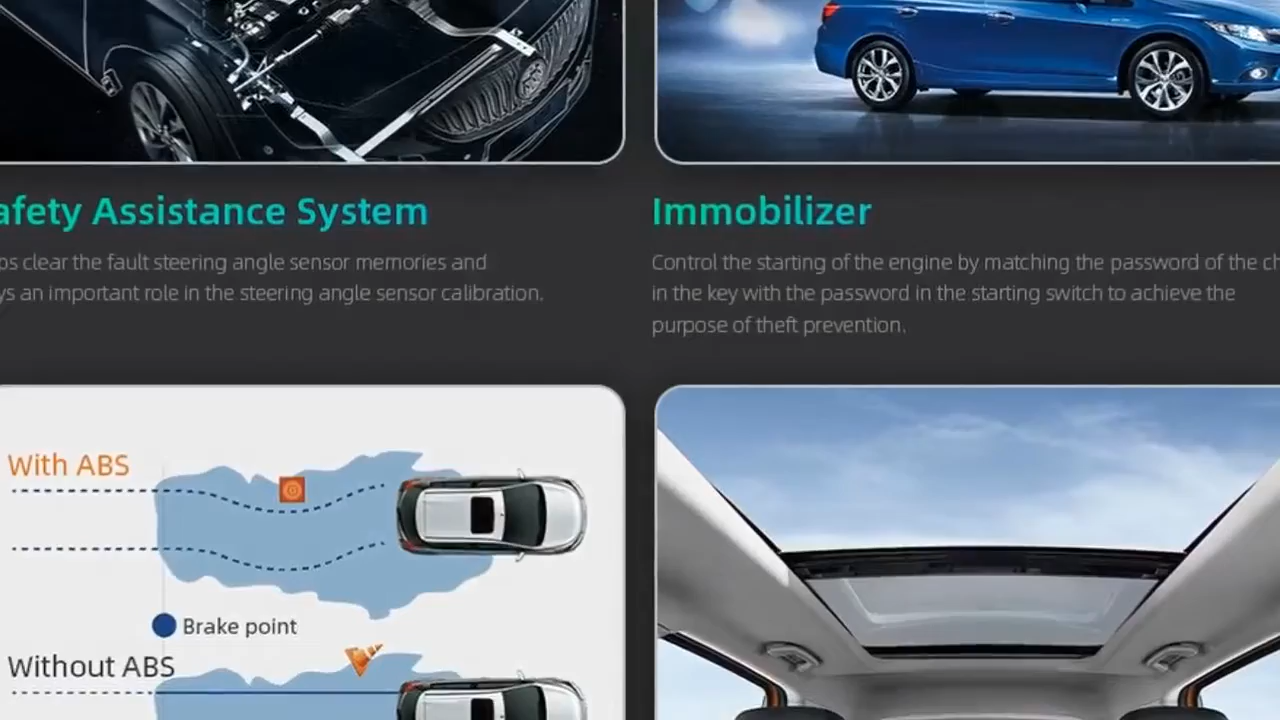 afety Assistance System
ps clear the fault steering angle sensor memories and
ys an important role in the steering angle sensor calibration.
Immobilizer
Control the starting of the engine by matching the password of the ch
in the key with the password in the starting switch to achieve the
purpose of theft prevention.
With ABS
Brake point
Without ABS